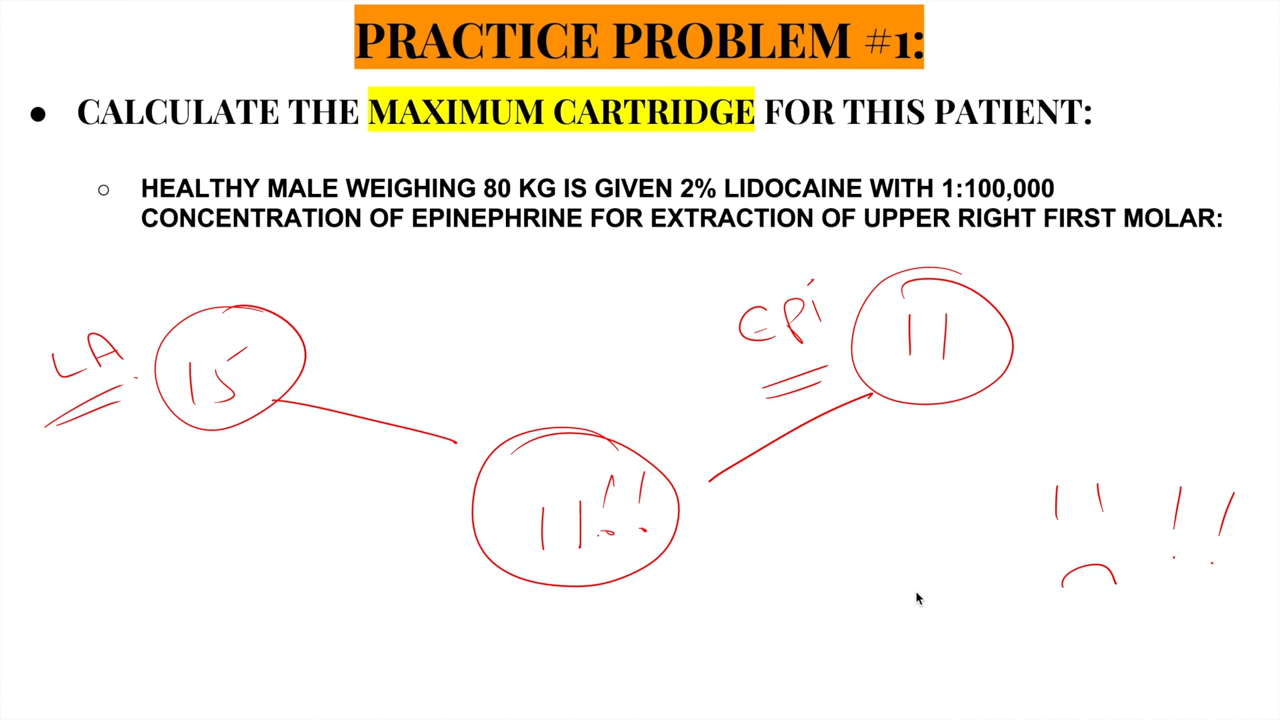 PRACTICE PROBLEM #1:
● CALCULATE THE MAXIMUM CARTRIDGE FOR THIS PATIENT:
○ HEALTHY MALE WEIGHING 80 KG IS GIVEN 2% LIDOCAINE WITH 1:100,000
CONCENTRATION OF EPINEPHRINE FOR EXTRACTION OF UPPER RIGHT FIRST MOLAR:
LA 15
EPi 11
11!!
11 !!